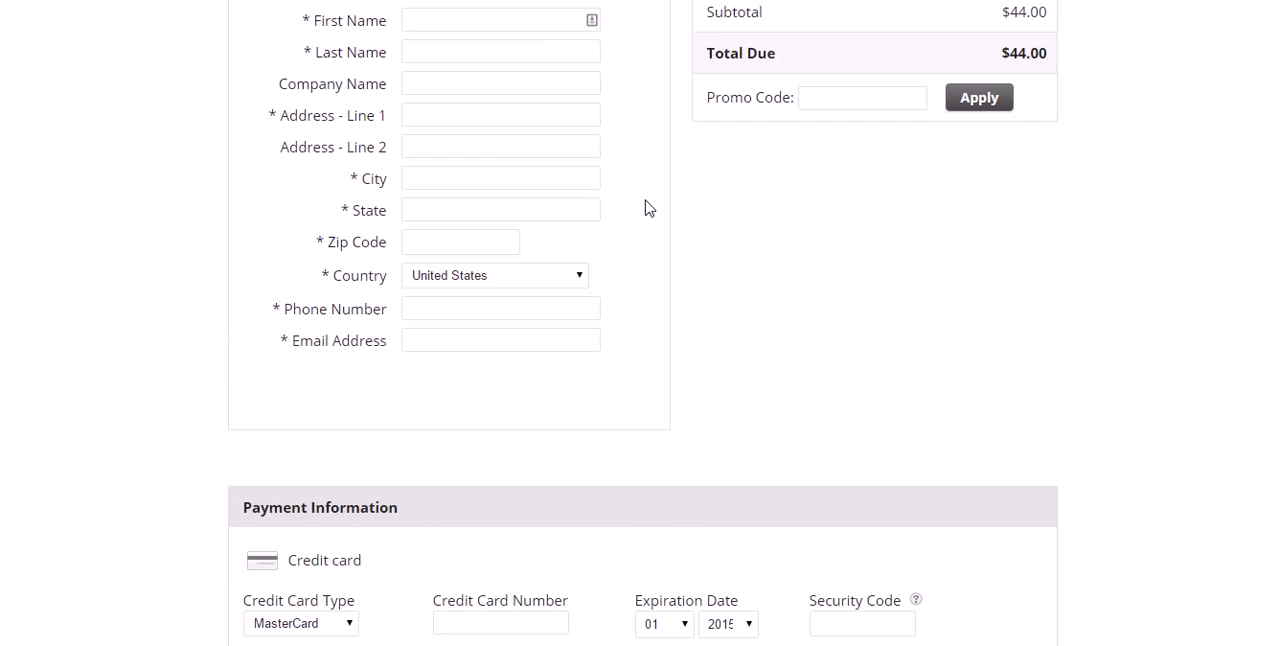 * First Name
* Last Name
Company Name
* Address - Line 1
Address - Line 2
* City
* State
* Zip Code
* Country United States
* Phone Number
* Email Address
Subtotal $44.00
Total Due $44.00
Promo Code: Apply
Payment Information
Credit card
Credit Card Type Credit Card Number Expiration Date Security Code ?
MasterCard 01 2015